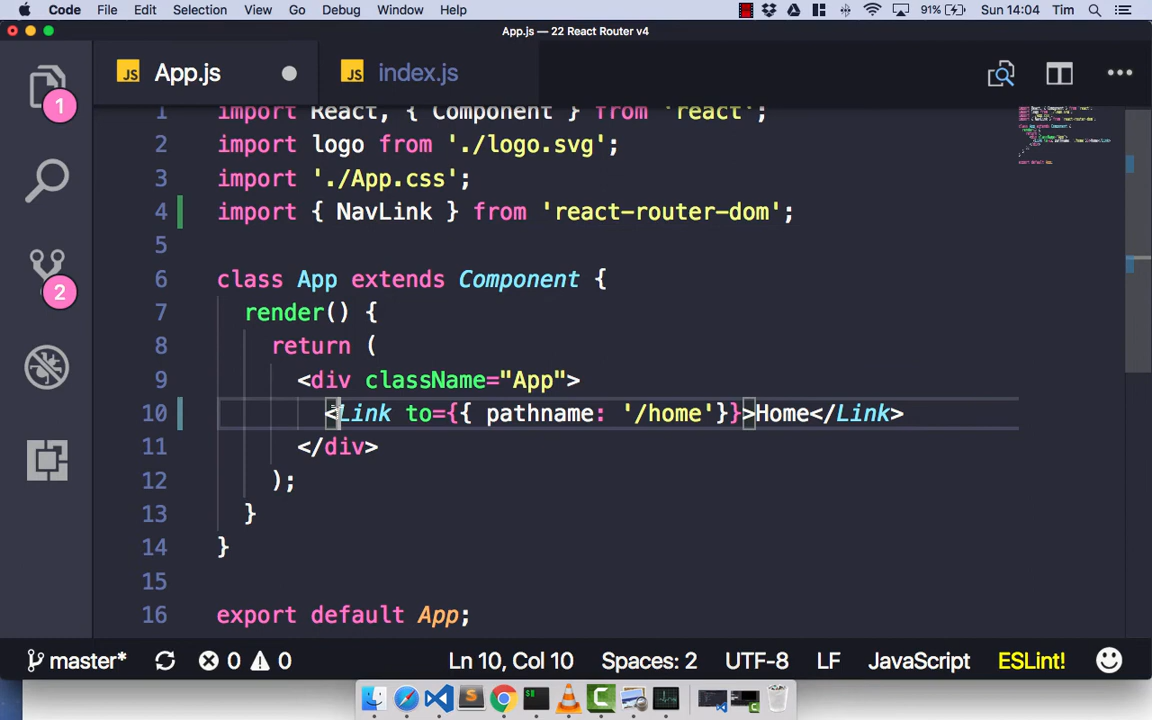 Code File Edit Selection View Go Debug Window Help 91% Sun 14:04 Tim
App.js — 22 React Router v4
JS App.js JS index.js
1 import React, { Component } from 'react';
2 import logo from './logo.svg';
3 import './App.css';
4 import { NavLink } from 'react-router-dom';
5
6 class App extends Component {
7 render() {
8 return (
9 <div className="App">
10 <Link to={{ pathname: '/home'}}>Home</Link>
11 </div>
12 );
13 }
14 }
15
16 export default App;
1
2
master* 0 0 Ln 10, Col 10 Spaces: 2 UTF-8 LF JavaScript ESLint!